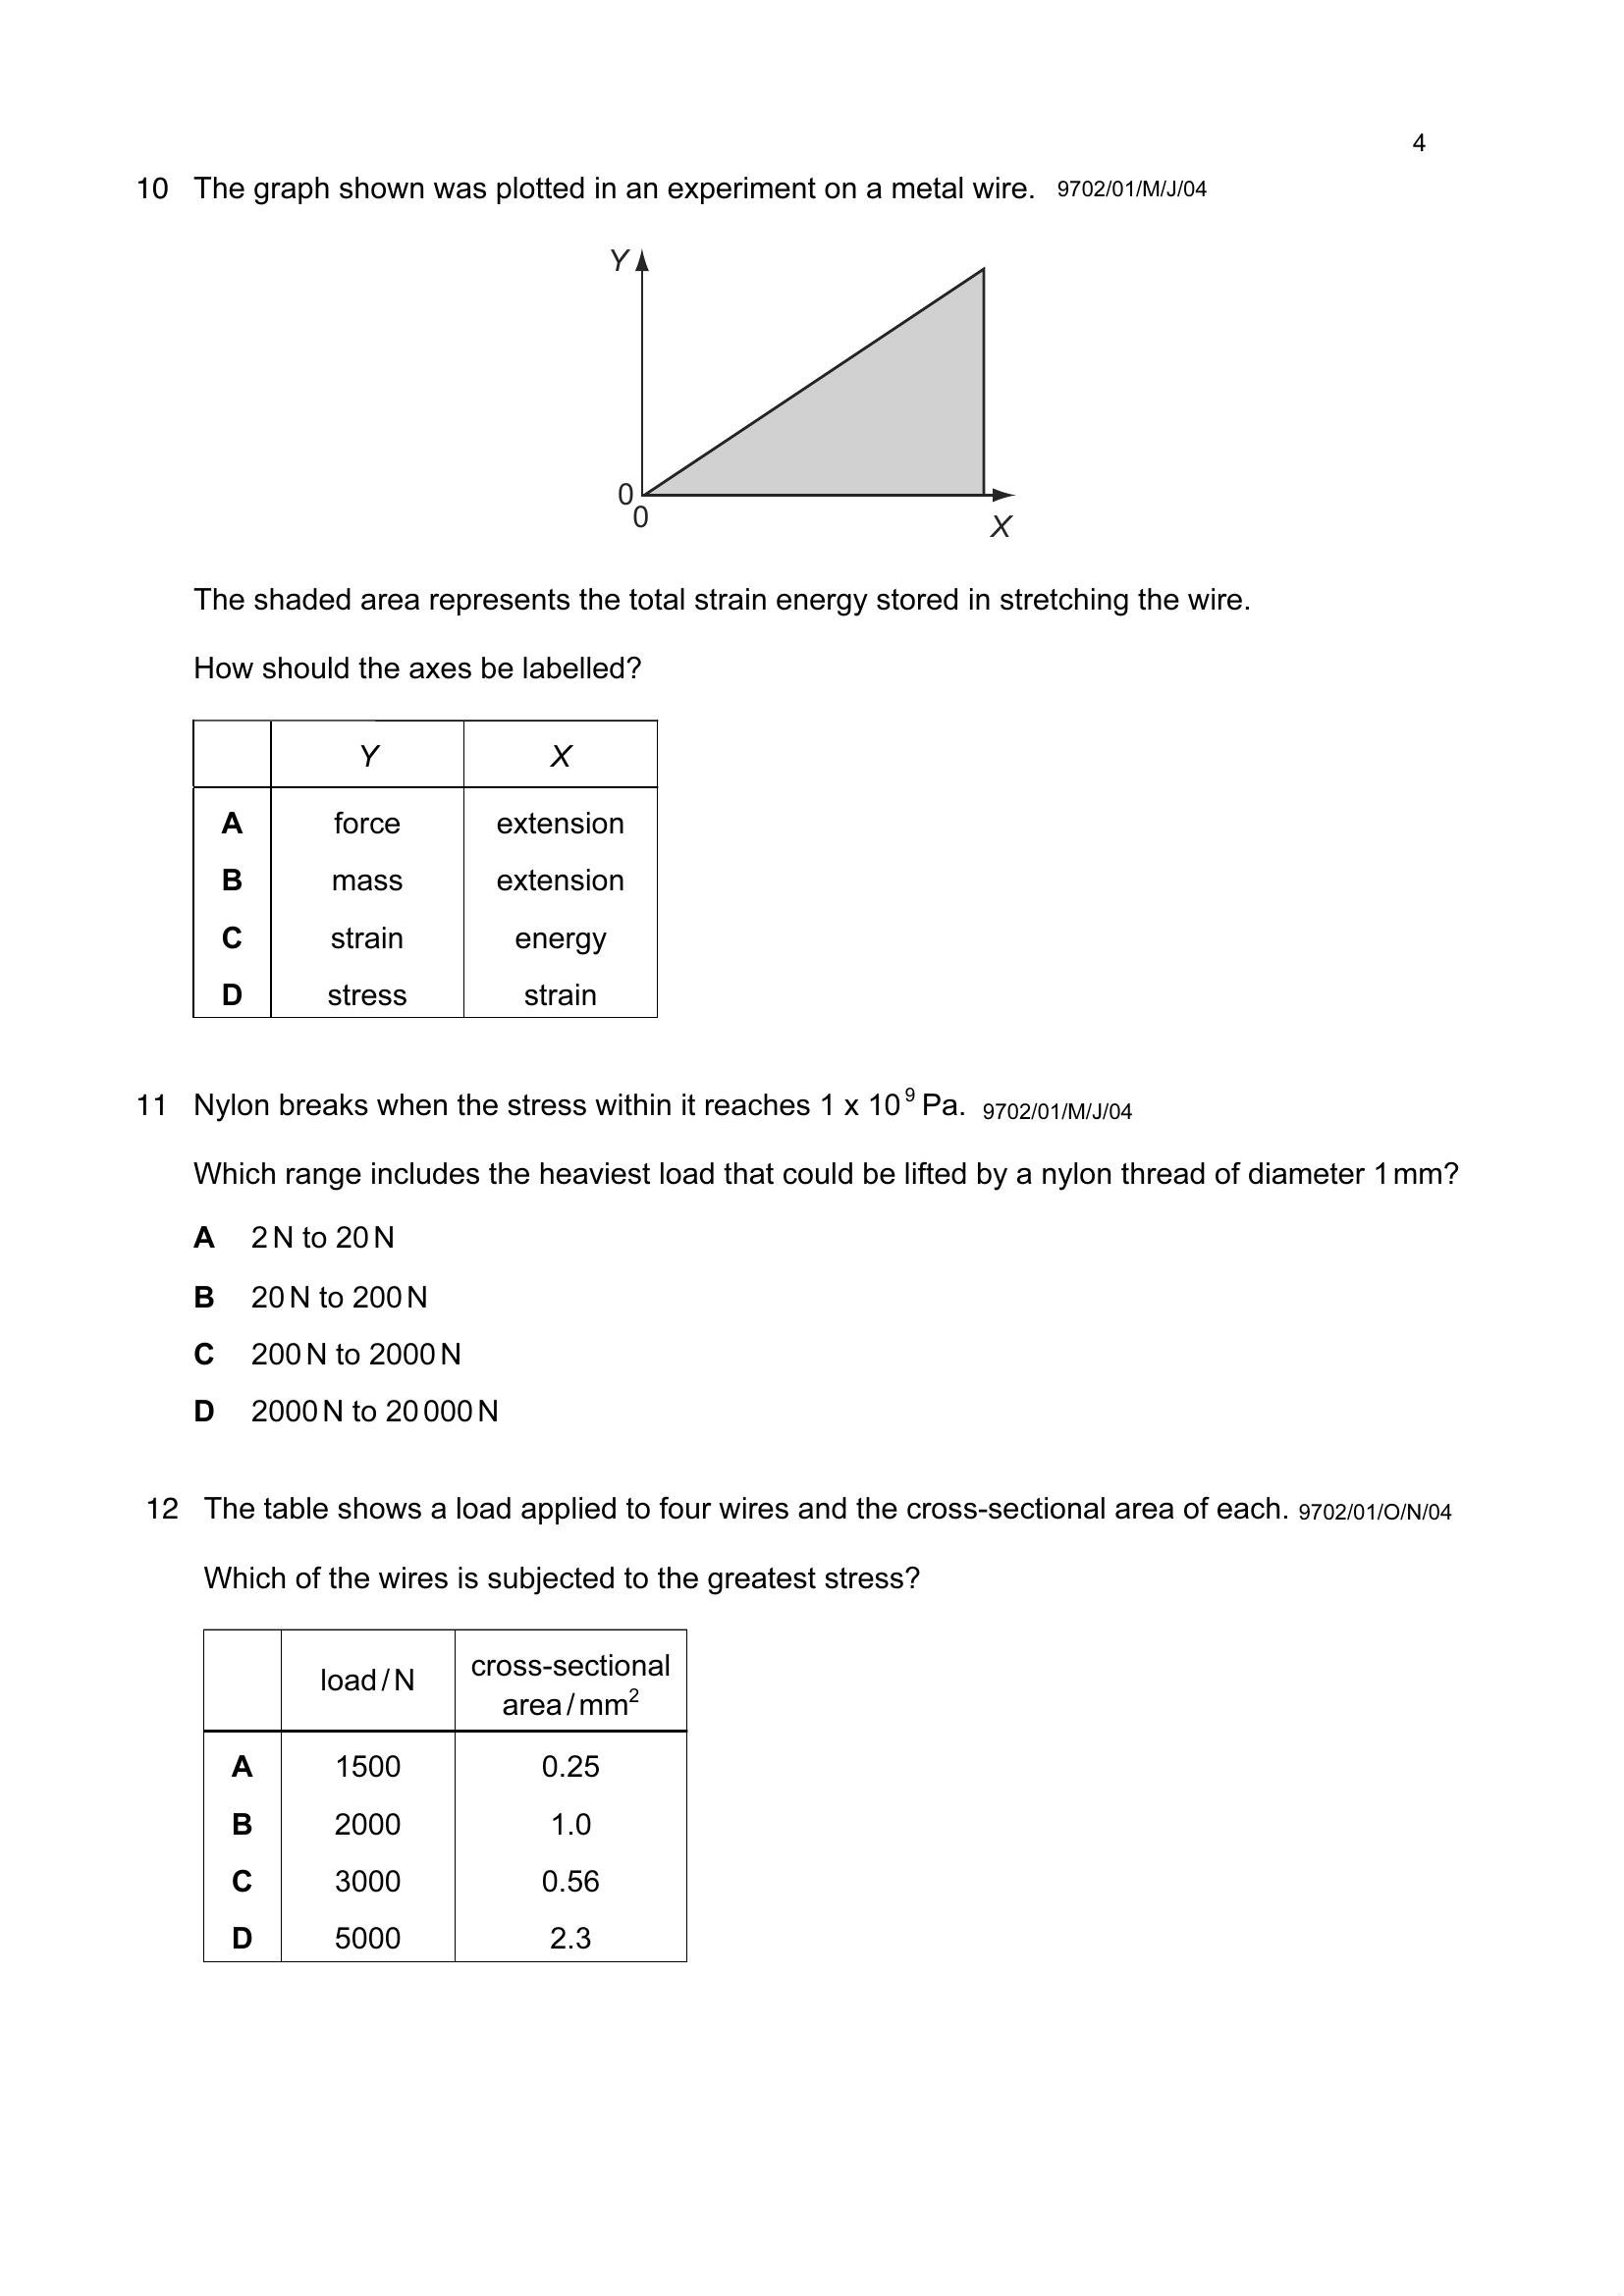 4
10 The graph shown was plotted in an experiment on a metal wire. 9702/01/M/J/04
Y
0
0
X
The shaded area represents the total strain energy stored in stretching the wire.
How should the axes be labelled?
Y X
A force extension
B mass extension
C strain energy
D stress strain
11 Nylon breaks when the stress within it reaches 1 x 10⁹ Pa. 9702/01/M/J/04
Which range includes the heaviest load that could be lifted by a nylon thread of diameter 1 mm?
A 2 N to 20 N
B 20 N to 200 N
C 200 N to 2000 N
D 2000 N to 20 000 N
12 The table shows a load applied to four wires and the cross-sectional area of each. 9702/01/O/N/04
Which of the wires is subjected to the greatest stress?
load / N cross-sectional
area / mm²
A 1500 0.25
B 2000 1.0
C 3000 0.56
D 5000 2.3